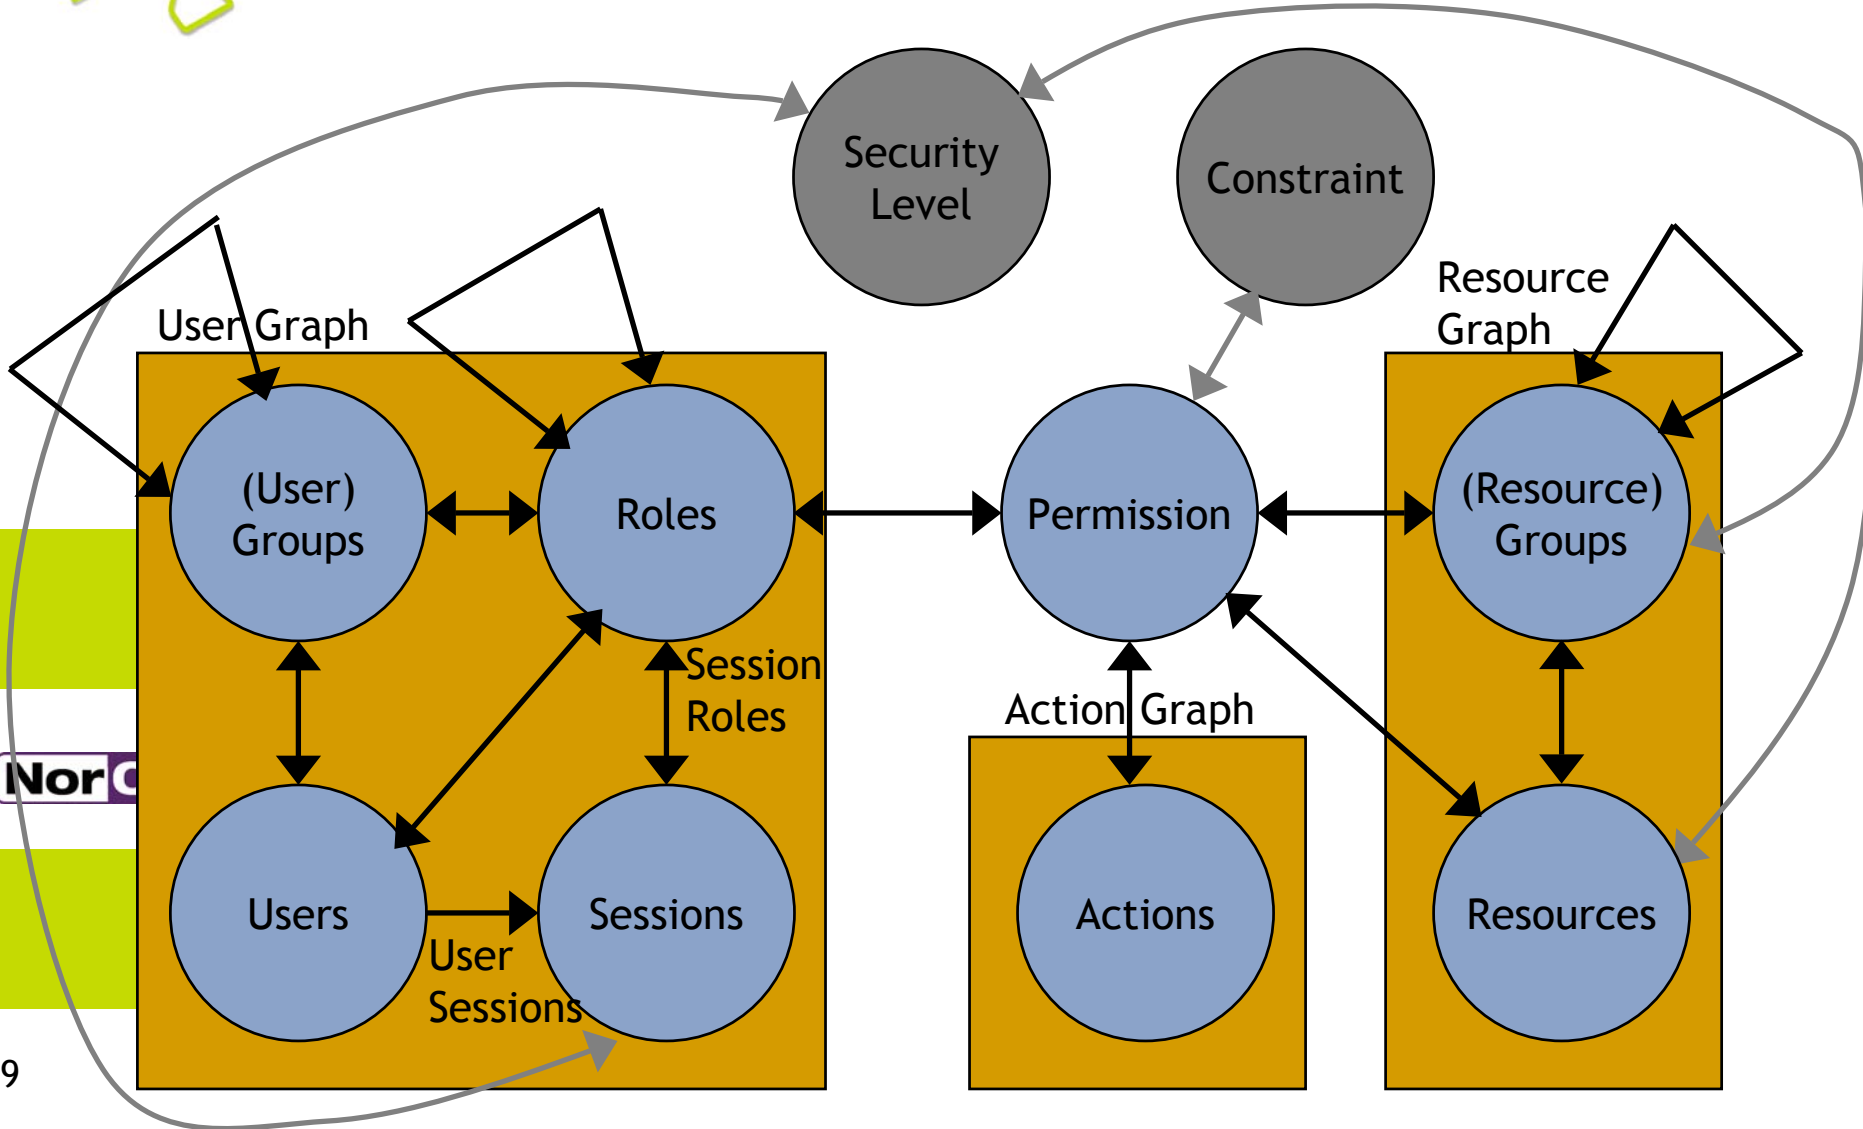 Security
Level
Constraint
Resource
Graph
User Graph
(User)
Groups
Roles
Permission
(Resource)
Groups
Session
Roles
Action Graph
Nor
Users
Sessions
Actions
Resources
User
Sessions
9